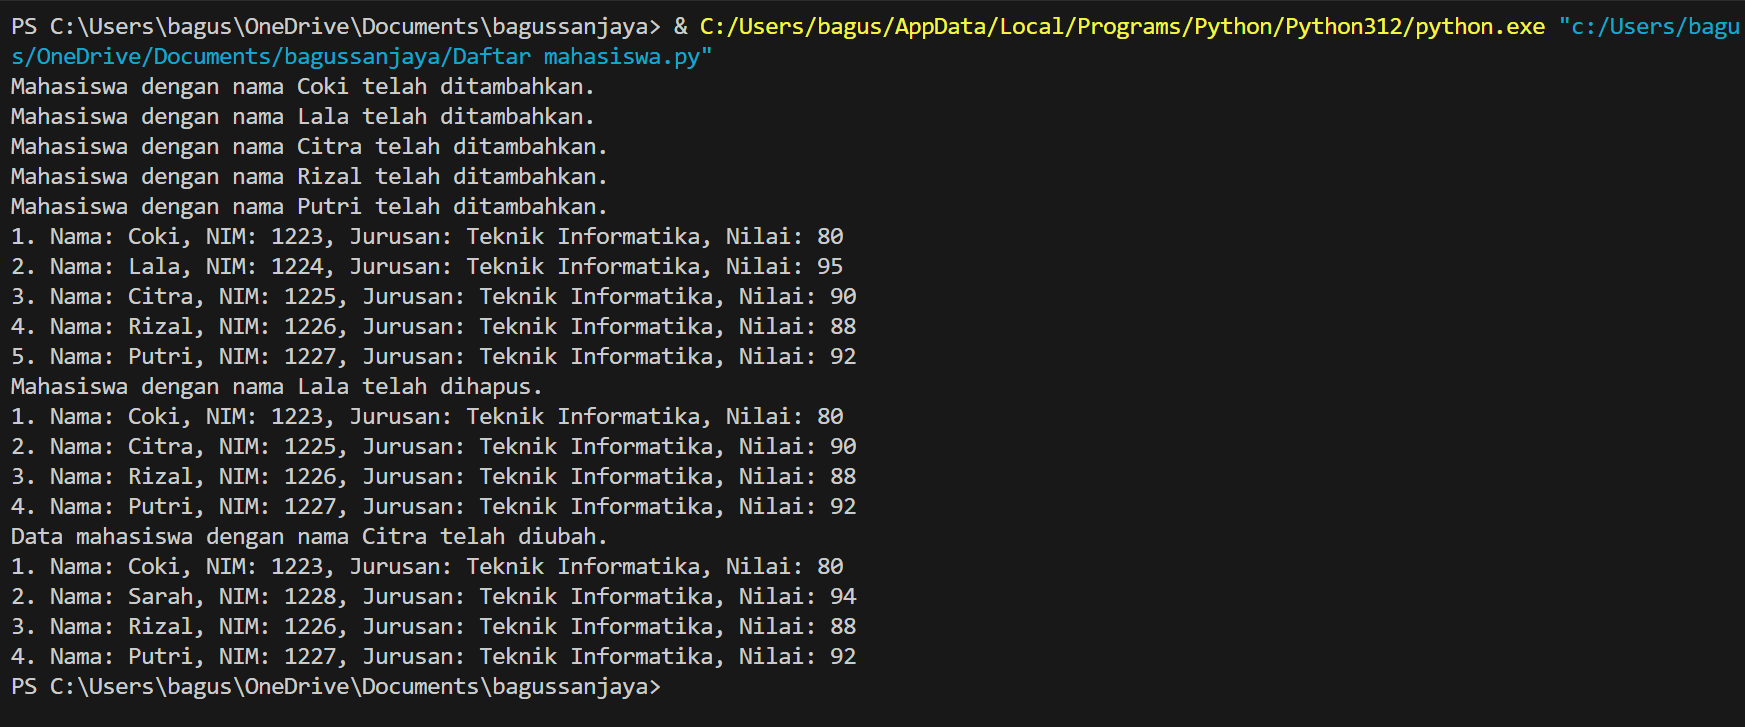 PS C:\Users\bagus\OneDrive\Documents\bagussanjaya> & C:/Users/bagus/AppData/Local/Programs/Python/Python312/python.exe "c:/Users/bagu
s/OneDrive/Documents/bagussanjaya/Daftar mahasiswa.py"
Mahasiswa dengan nama Coki telah ditambahkan.
Mahasiswa dengan nama Lala telah ditambahkan.
Mahasiswa dengan nama Citra telah ditambahkan.
Mahasiswa dengan nama Rizal telah ditambahkan.
Mahasiswa dengan nama Putri telah ditambahkan.
1. Nama: Coki, NIM: 1223, Jurusan: Teknik Informatika, Nilai: 80
2. Nama: Lala, NIM: 1224, Jurusan: Teknik Informatika, Nilai: 95
3. Nama: Citra, NIM: 1225, Jurusan: Teknik Informatika, Nilai: 90
4. Nama: Rizal, NIM: 1226, Jurusan: Teknik Informatika, Nilai: 88
5. Nama: Putri, NIM: 1227, Jurusan: Teknik Informatika, Nilai: 92
Mahasiswa dengan nama Lala telah dihapus.
1. Nama: Coki, NIM: 1223, Jurusan: Teknik Informatika, Nilai: 80
2. Nama: Citra, NIM: 1225, Jurusan: Teknik Informatika, Nilai: 90
3. Nama: Rizal, NIM: 1226, Jurusan: Teknik Informatika, Nilai: 88
4. Nama: Putri, NIM: 1227, Jurusan: Teknik Informatika, Nilai: 92
Data mahasiswa dengan nama Citra telah diubah.
1. Nama: Coki, NIM: 1223, Jurusan: Teknik Informatika, Nilai: 80
2. Nama: Sarah, NIM: 1228, Jurusan: Teknik Informatika, Nilai: 94
3. Nama: Rizal, NIM: 1226, Jurusan: Teknik Informatika, Nilai: 88
4. Nama: Putri, NIM: 1227, Jurusan: Teknik Informatika, Nilai: 92
PS C:\Users\bagus\OneDrive\Documents\bagussanjaya>